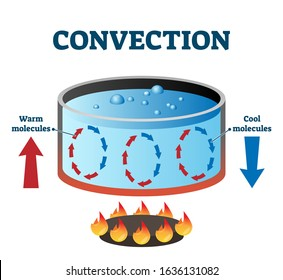 CONVECTION
Warm
molecules
Cool
molecules
shutterstock.com · 1636131082